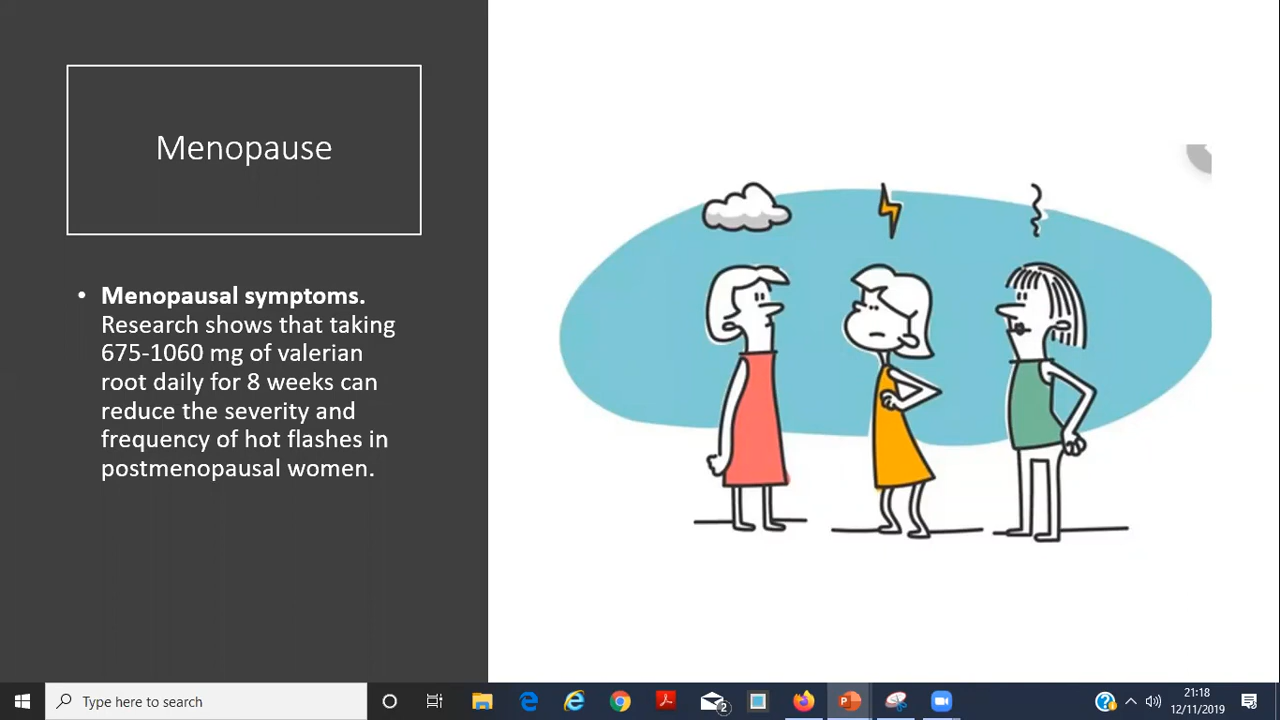 Menopause
• Menopausal symptoms.
Research shows that taking
675-1060 mg of valerian
root daily for 8 weeks can
reduce the severity and
frequency of hot flashes in
postmenopausal women.
Type here to search
2
21:18
12/11/2019